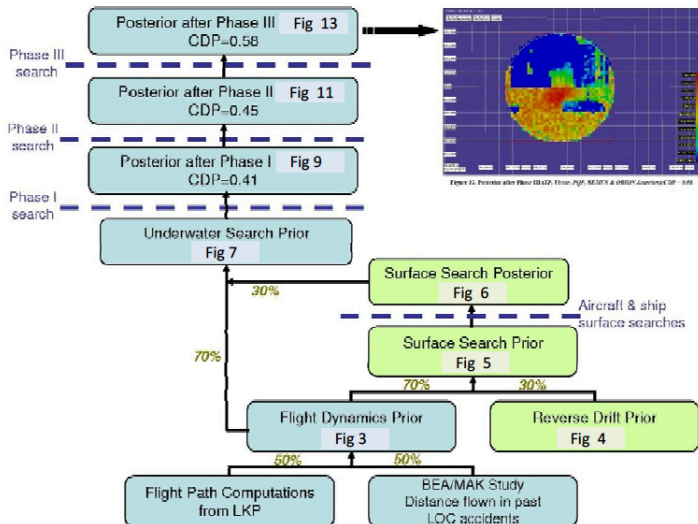 Posterior after Phase III Fig 13
CDP=0.58
Phase III
search
Posterior after Phase II Fig 11
CDP=0.45
Phase II
search
Posterior after Phase I Fig 9
CDP=0.41
Phase I
search
Underwater Search Prior
Fig 7
30%
Surface Search Posterior
Fig 6
Aircraft & ship
surface searches
Surface Search Prior
Fig 5
70%
70%
30%
Flight Dynamics Prior
Fig 3
Reverse Drift Prior
Fig 4
50%
50%
Flight Path Computations
from LKP
BEA/MAK Study
Distance flown in past
LOC accidents